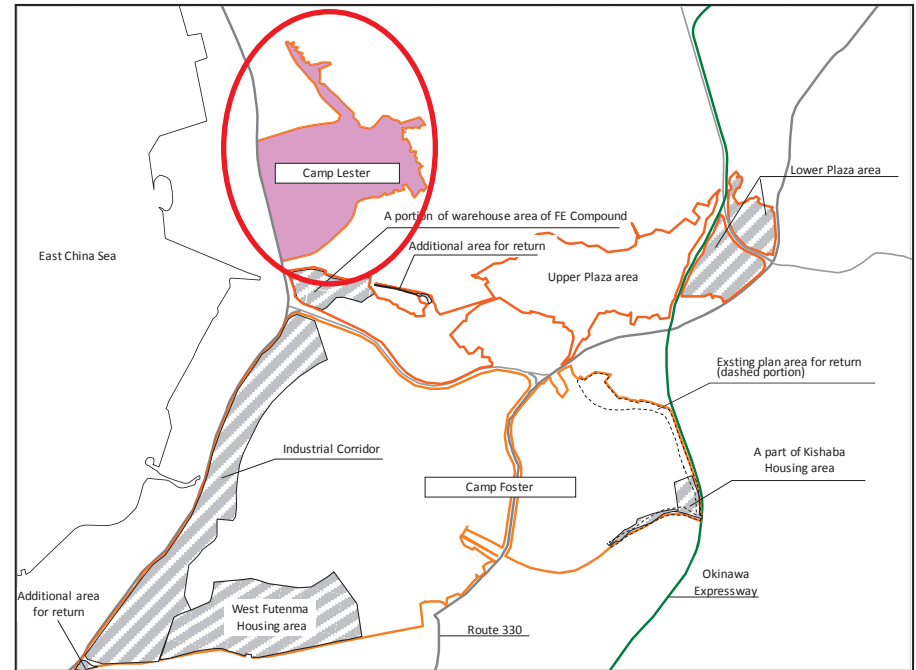 Camp Lester
Lower Plaza area
A portion of warehouse area of FE Compound
East China Sea
Additional area for return
Upper Plaza area
Exsting plan area for return
(dashed portion)
Industrial Corridor
A part of Kishaba
Housing area
Camp Foster
Okinawa
Expressway
Additional area
for return
West Futenma
Housing area
Route 330